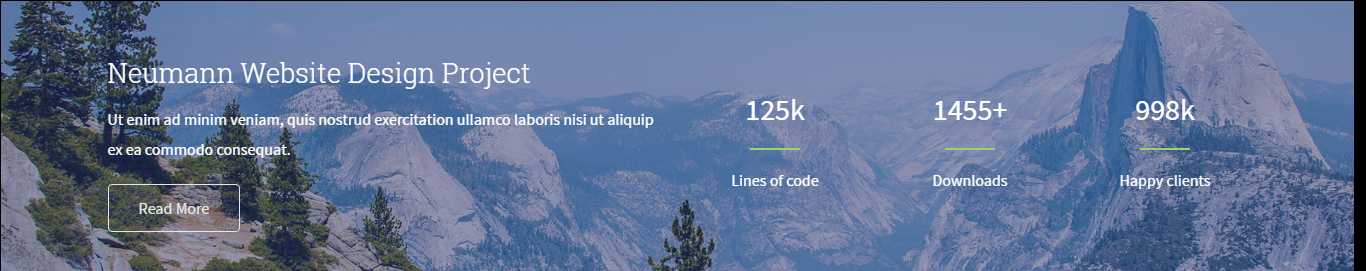 Neumann Website Design Project
Ut enim ad minim veniam, quis nostrud exercitation ullamco laboris nisi ut aliquip
ex ea commodo consequat.
Read More
125k
Lines of code
1455+
Downloads
998k
Happy clients